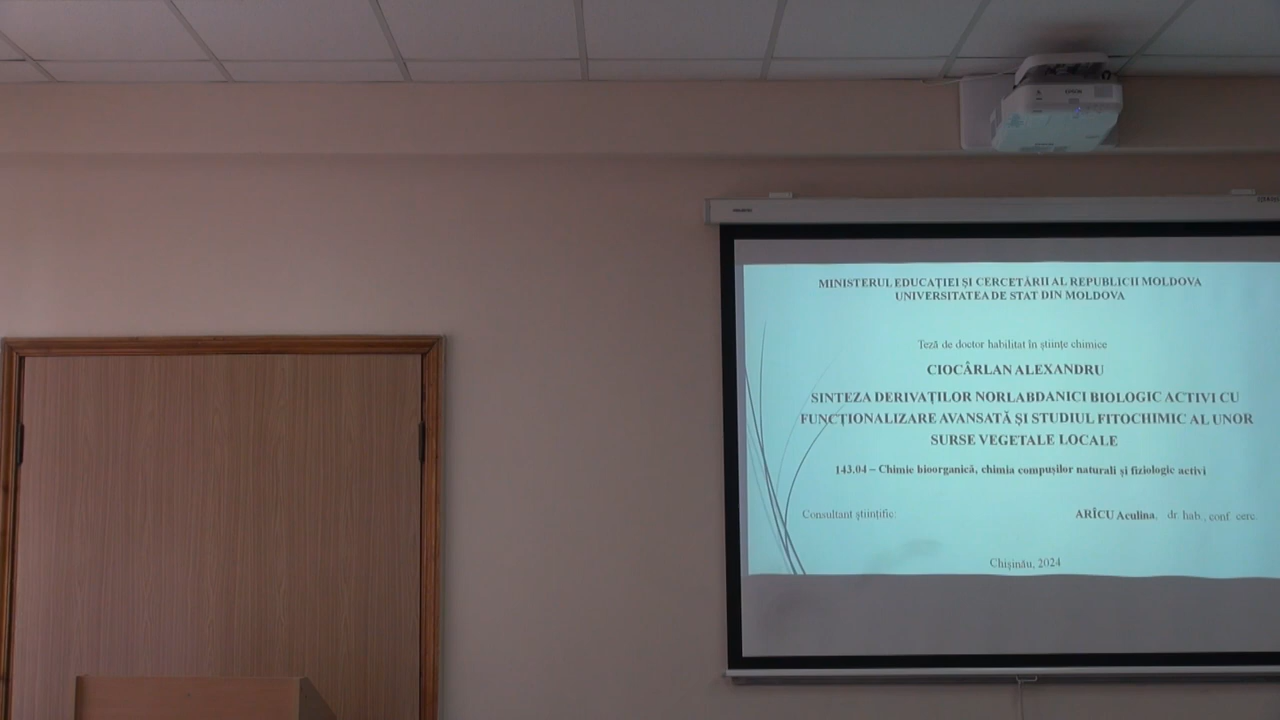 EPSON
MINISTERUL EDUCAȚIEI ȘI CERCETĂRII AL REPUBLICII MOLDOVA
UNIVERSITATEA DE STAT DIN MOLDOVA
Teză de doctor habilitat în științe chimice
CIOCÂRLAN ALEXANDRU
SINTEZA DERIVAȚILOR NORLABDANICI BIOLOGIC ACTIVI CU
FUNCȚIONALIZARE AVANSATĂ ȘI STUDIUL FITOCHIMIC AL UNOR
SURSE VEGETALE LOCALE
143.04 – Chimie bioorganică, chimia compușilor naturali și fiziologic activi
Consultant științific: ARÎCU Aculina, dr. hab., conf. cerc.
Chișinău, 2024